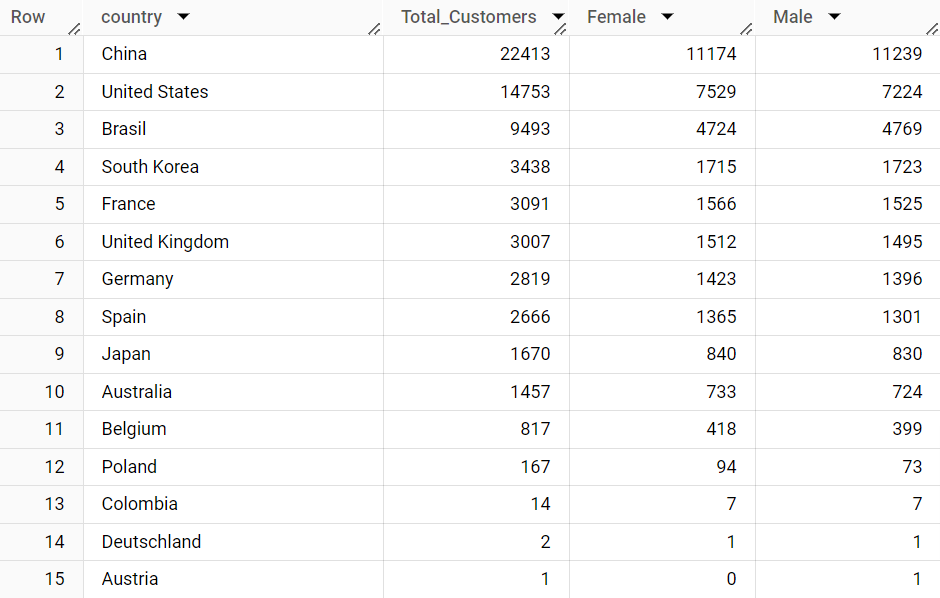 Row country Total_Customers Female Male
1 China 22413 11174 11239
2 United States 14753 7529 7224
3 Brasil 9493 4724 4769
4 South Korea 3438 1715 1723
5 France 3091 1566 1525
6 United Kingdom 3007 1512 1495
7 Germany 2819 1423 1396
8 Spain 2666 1365 1301
9 Japan 1670 840 830
10 Australia 1457 733 724
11 Belgium 817 418 399
12 Poland 167 94 73
13 Colombia 14 7 7
14 Deutschland 2 1 1
15 Austria 1 0 1